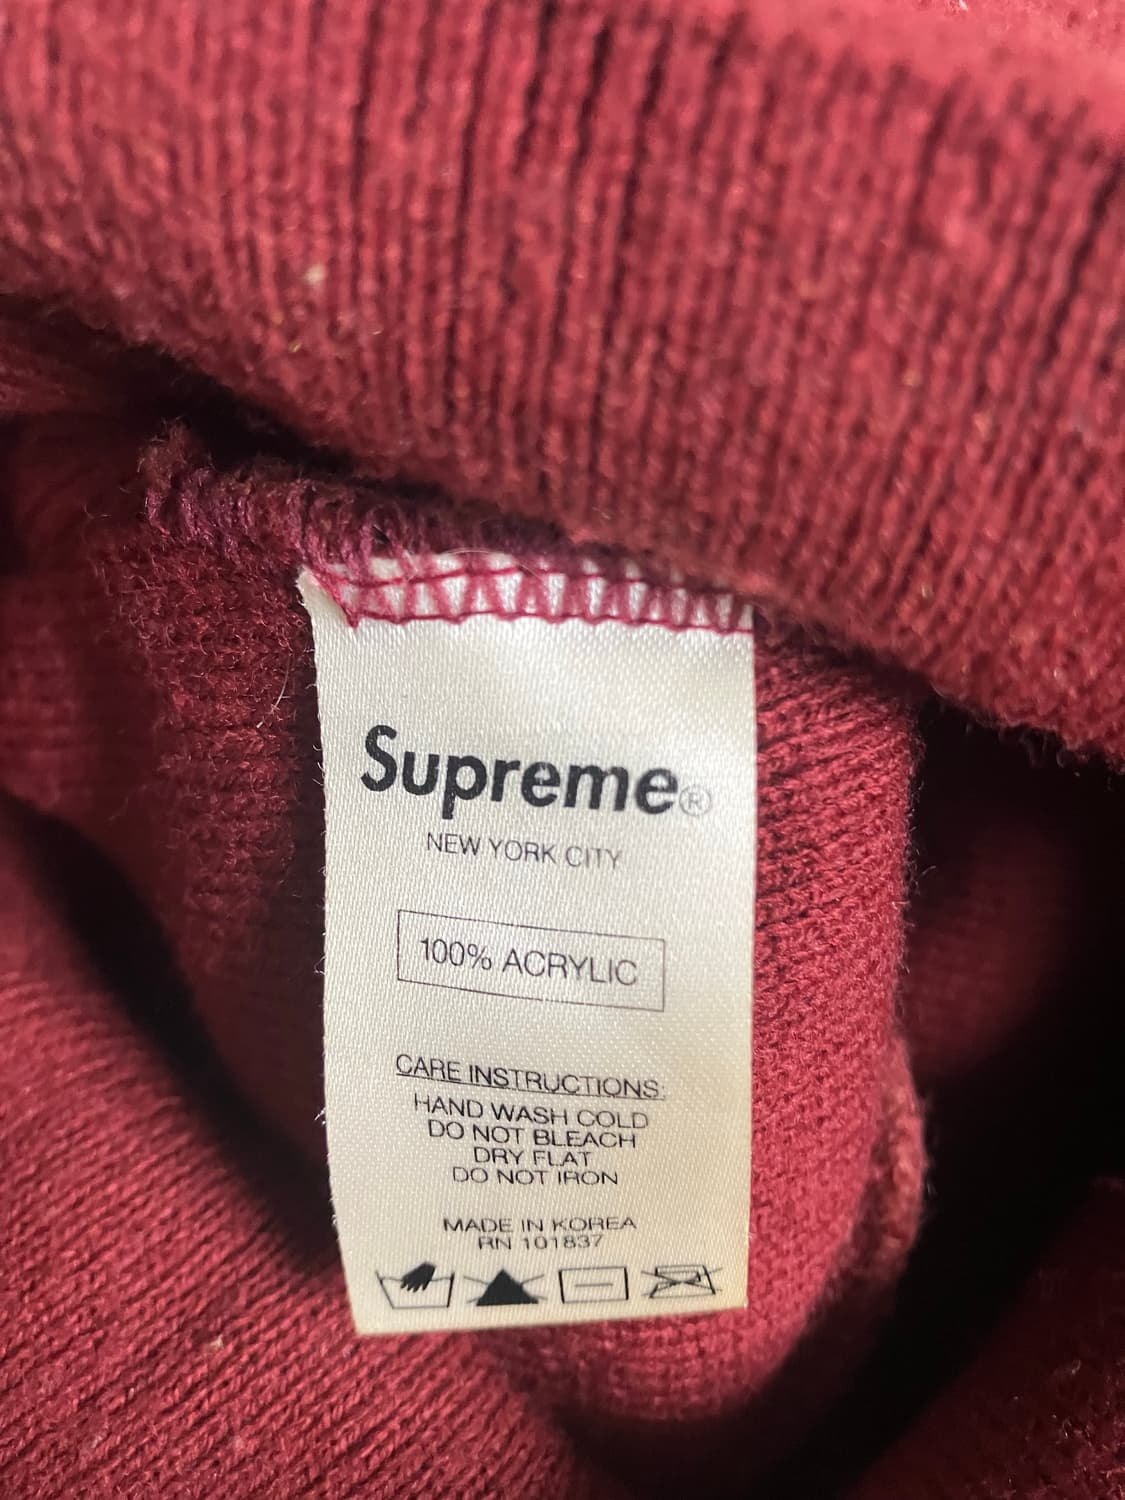 Supreme®
NEW YORK CITY
100% ACRYLIC
CARE INSTRUCTIONS:
HAND WASH COLD
DO NOT BLEACH
DRY FLAT
DO NOT IRON
MADE IN KOREA
RN 101837